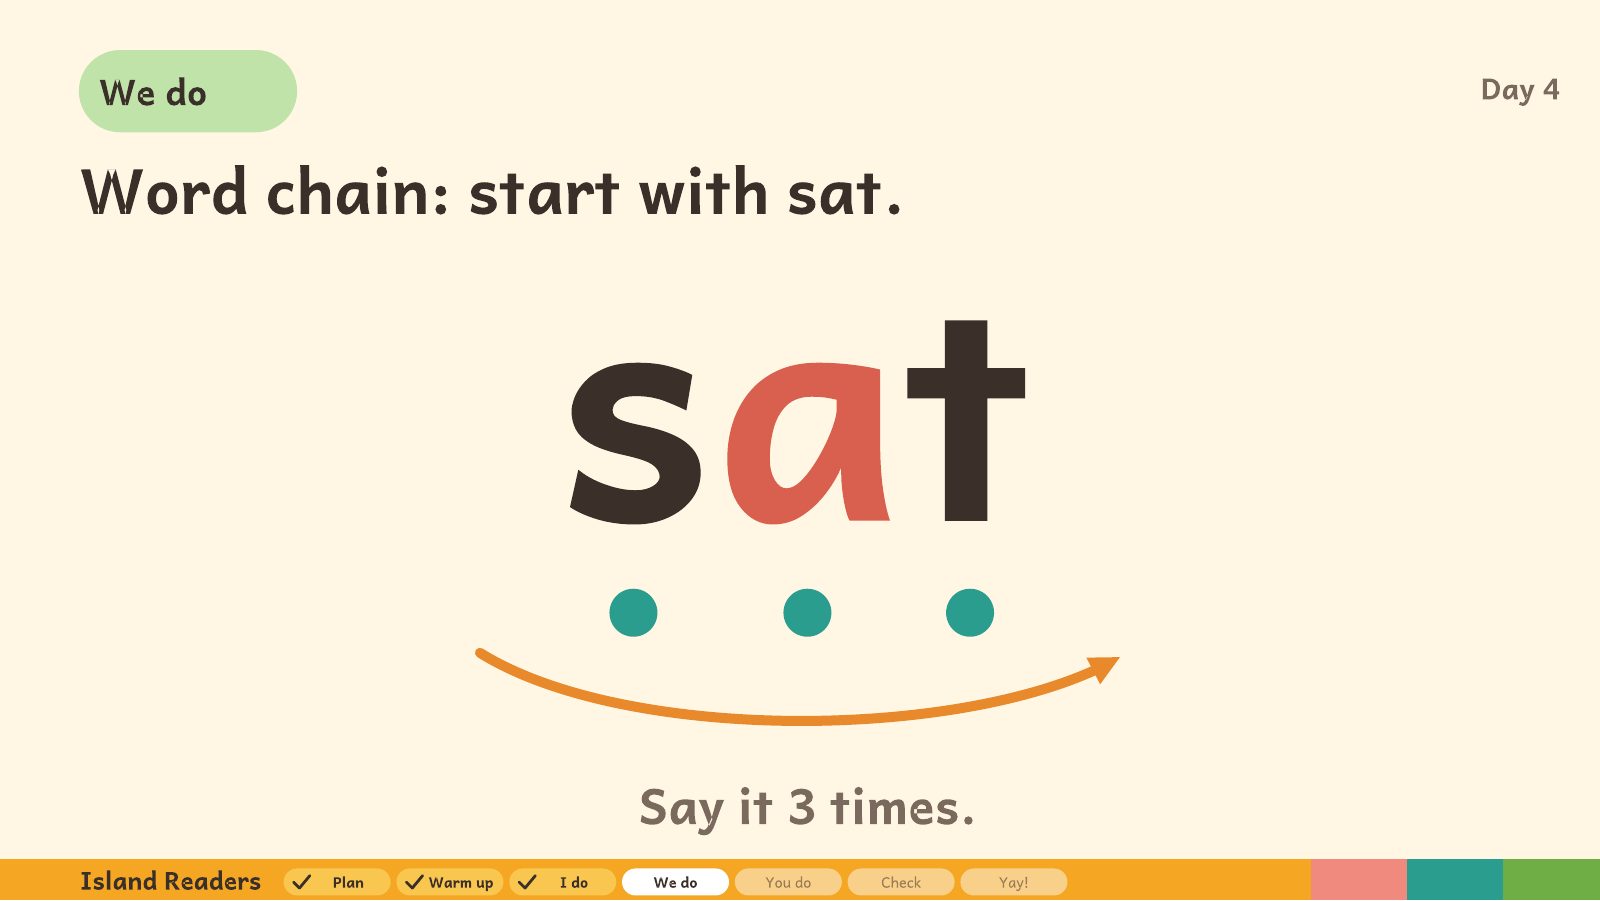 We do
Day 4
Word chain: start with sat.
sat
Say it 3 times.
Island Readers
Plan
Warm up
I do
We do
You do
Check
Yay!